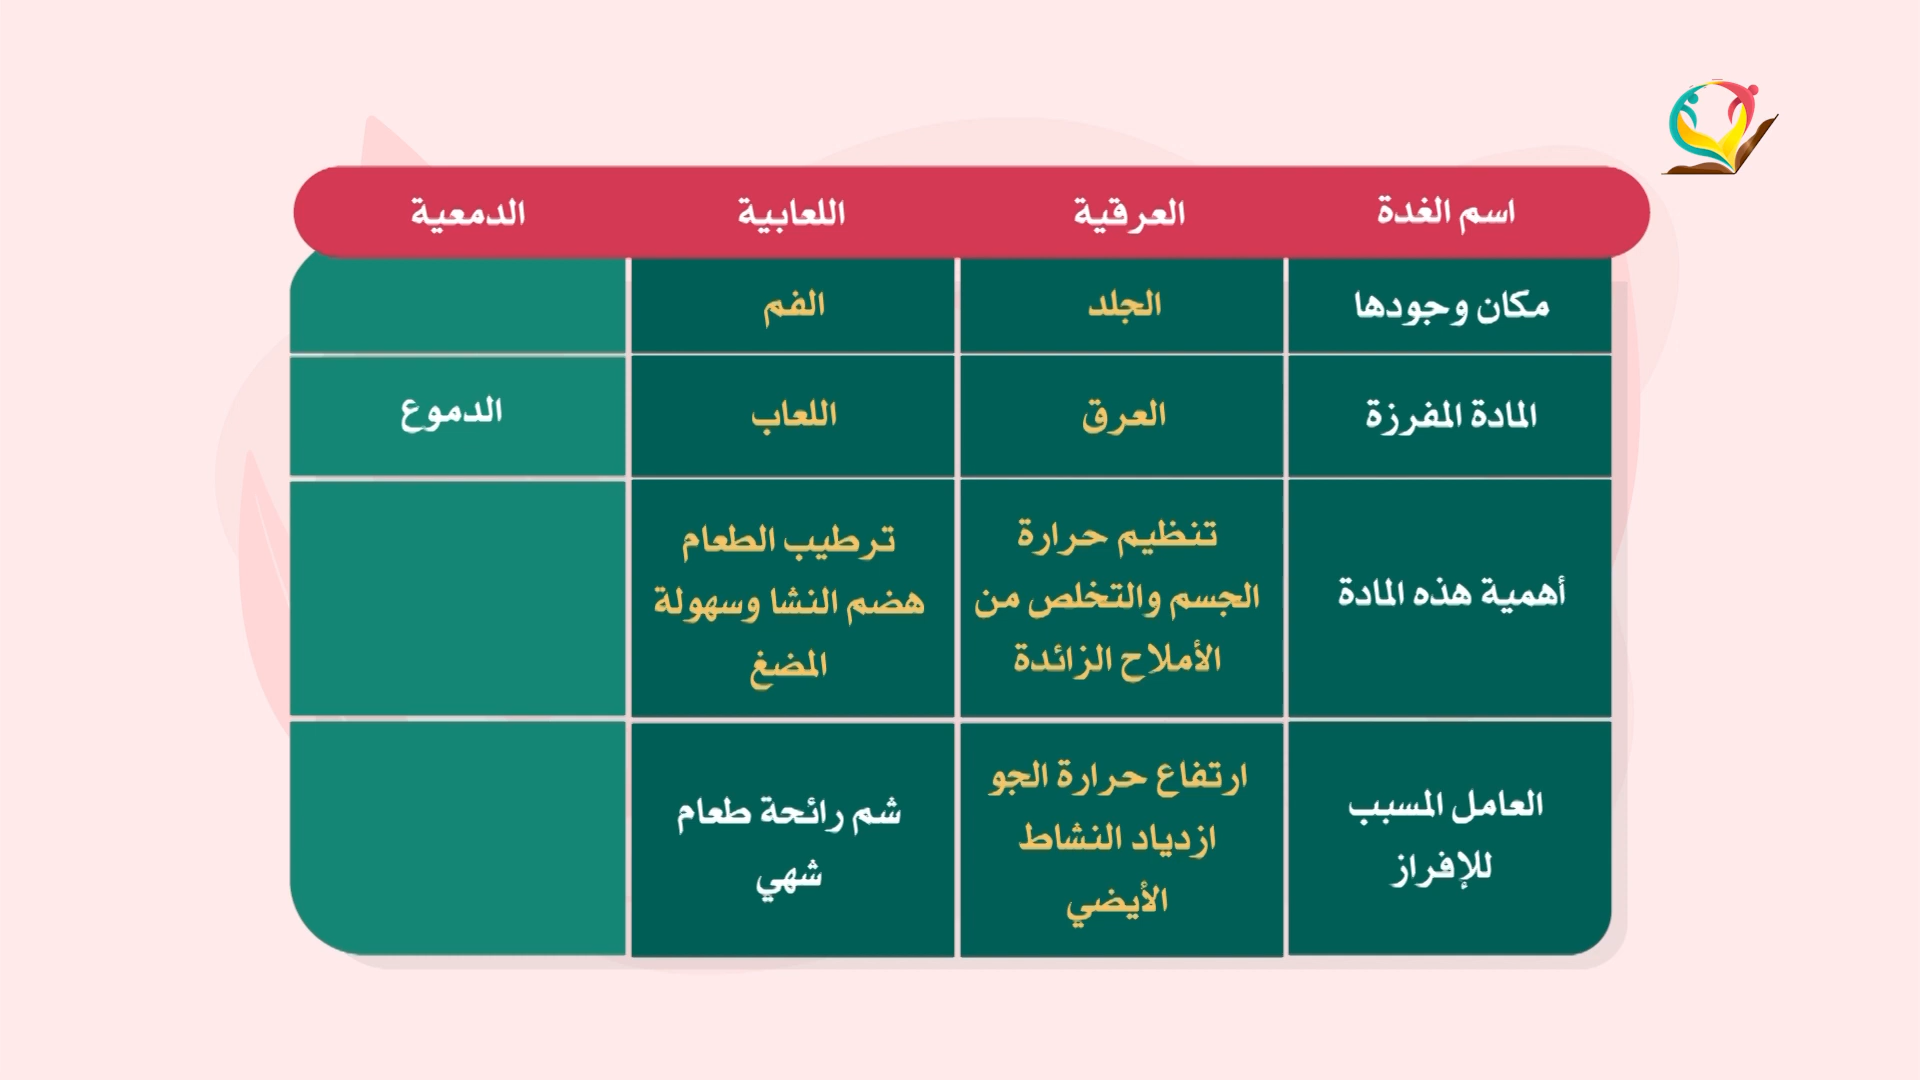 اسم الغدة العرقية اللعابية الدمعية
مكان وجودها الجلد الفم
المادة المفرزة العرق اللعاب الدموع
أهمية هذه المادة
تنظيم حرارة
الجسم والتخلص من
الأملاح الزائدة
ترطيب الطعام
هضم النشا وسهولة
المضغ
العامل المسبب
للإفراز
ارتفاع حرارة الجو
ازدياد النشاط
الأيضي
شم رائحة طعام
شهي